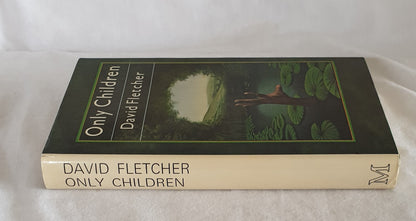 Only Children
David Fletcher
DAVID FLETCHER
ONLY CHILDREN
M